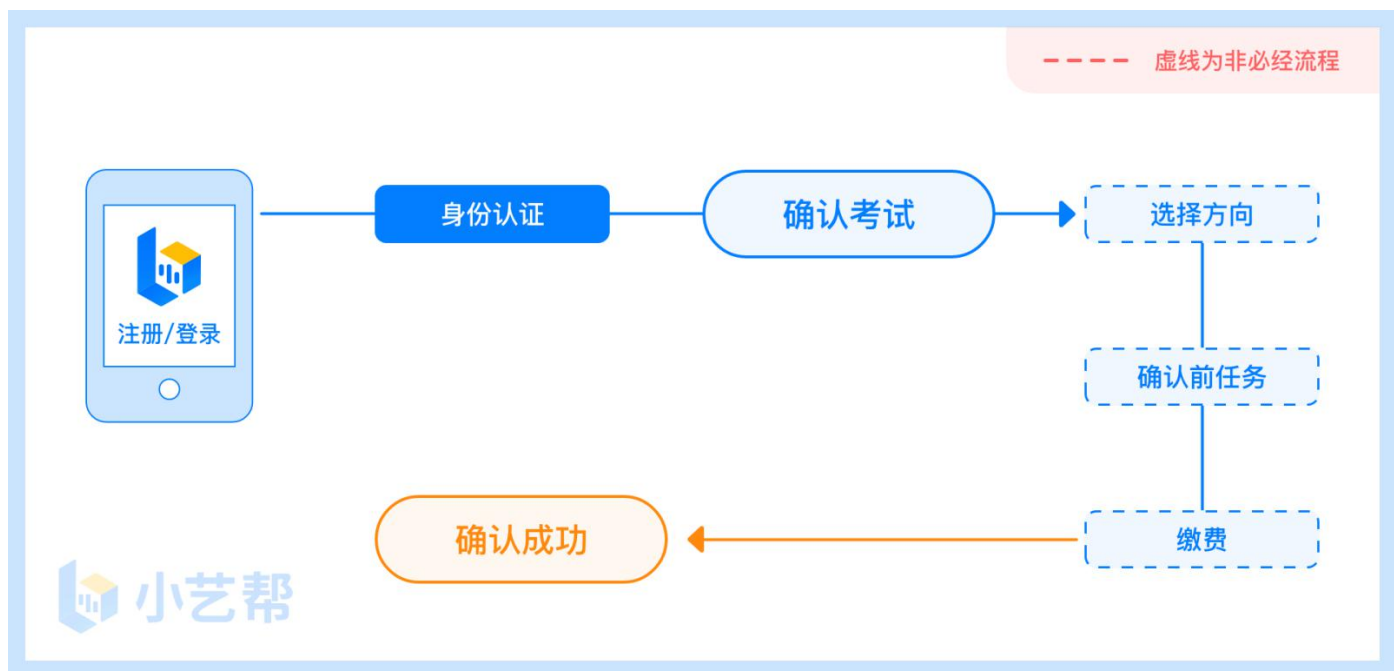 虚线为非必经流程
注册/登录
身份认证
确认考试
选择方向
确认前任务
缴费
确认成功
小艺帮